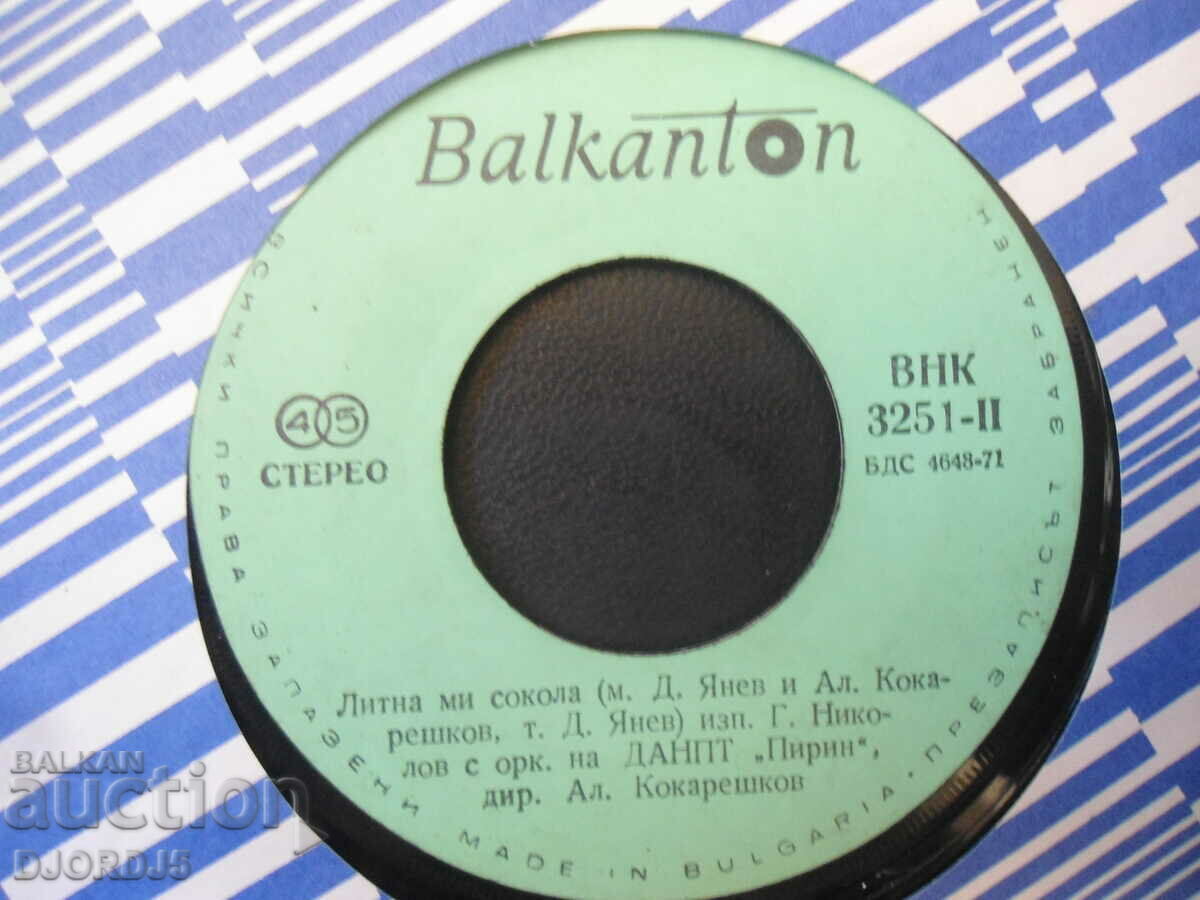 Balkanton
ВСИЧКИ ПРАВА ЗАПАЗЕНИ MADE IN BULGARIA · ПРЕЗАПИСЪТ ЗАБРАНЕН
45
СТЕРЕО
ВНК
3251-II
БДС 4648-71
Литна ми сокола (м. Д. Янев и Ал. Кока-
решков, т. Д. Янев) изп. Г. Нико-
лов с орк. на ДАНПТ „Пирин“,
дир. Ал. Кокарешков
BALKAN
auction
DJORDJ5